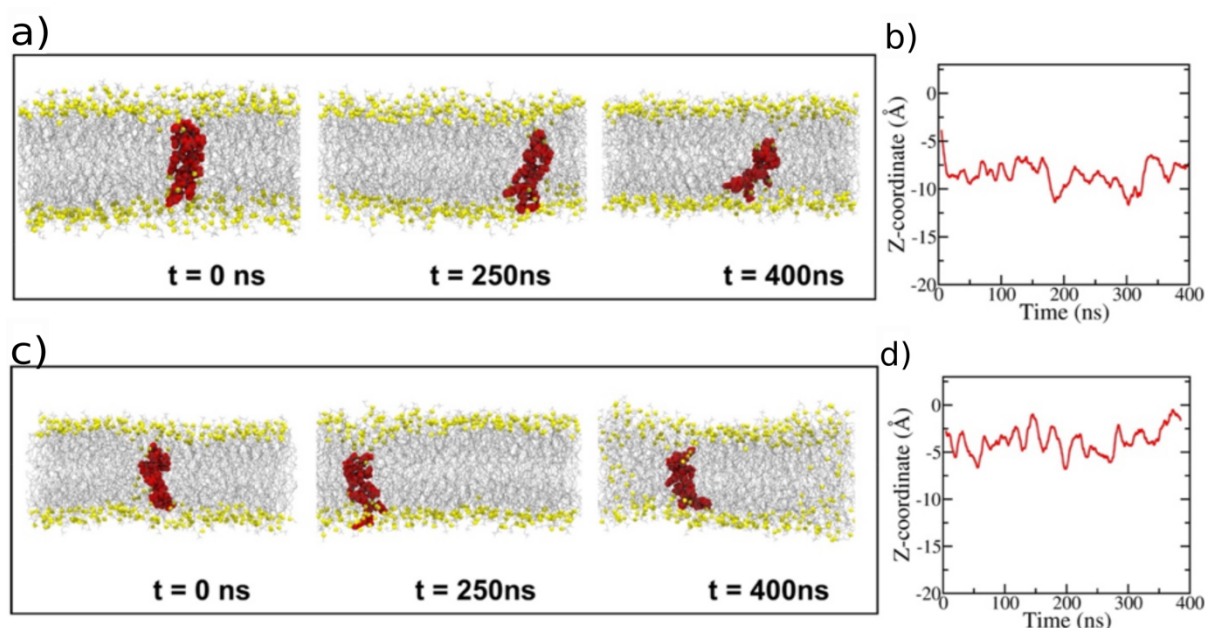 a)
t = 0 ns
t = 250ns
t = 400ns
b)
Z-coordinate (Å)
0
-5
-10
-15
-20
0
100
200
300
400
Time (ns)
c)
t = 0 ns
t = 250ns
t = 400ns
d)
Z-coordinate (Å)
0
-5
-10
-15
-20
0
100
200
300
400
Time (ns)